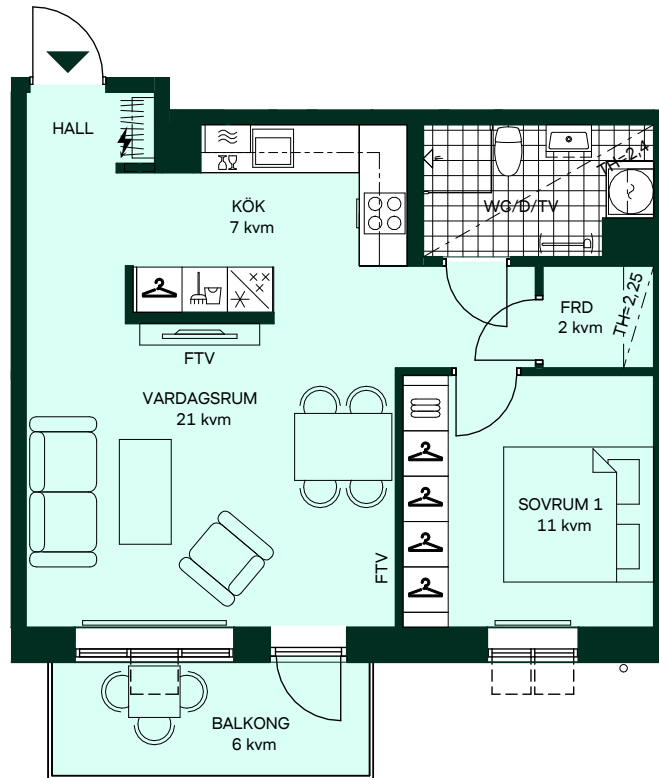 HALL
KÖK
7 kvm
WC/D/TV
TH=2,4
FRD
2 kvm
TH=2,25
FTV
VARDAGSRUM
21 kvm
SOVRUM 1
11 kvm
FTV
BALKONG
6 kvm